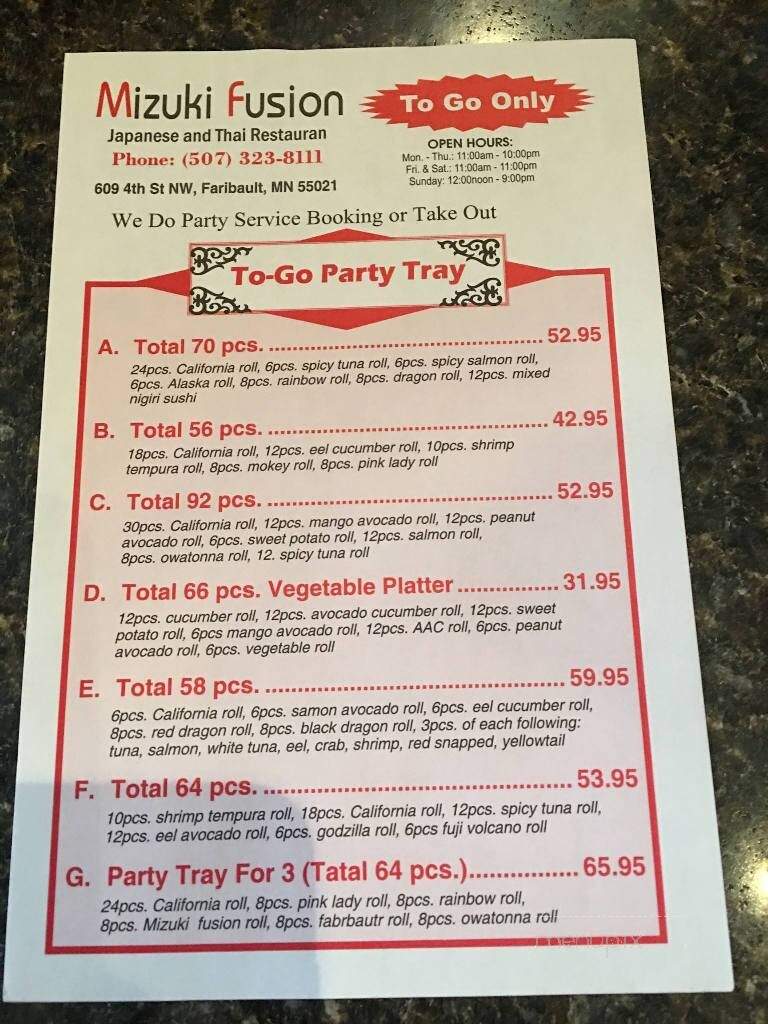 Mizuki Fusion
Japanese and Thai Restauran
Phone: (507) 323-8111
609 4th St NW, Faribault, MN 55021
To Go Only
OPEN HOURS:
Mon. - Thu.: 11:00am - 10:00pm
Fri. & Sat.: 11:00am - 11:00pm
Sunday: 12:00noon - 9:00pm
We Do Party Service Booking or Take Out
To-Go Party Tray
A. Total 70 pcs. ............................................ 52.95
24pcs. California roll, 6pcs. spicy tuna roll, 6pcs. spicy salmon roll,
6pcs. Alaska roll, 8pcs. rainbow roll, 8pcs. dragon roll, 12pcs. mixed
nigiri sushi
B. Total 56 pcs. ............................................. 42.95
18pcs. California roll, 12pcs. eel cucumber roll, 10pcs. shrimp
tempura roll, 8pcs. mokey roll, 8pcs. pink lady roll
C. Total 92 pcs. ............................................. 52.95
30pcs. California roll, 12pcs. mango avocado roll, 12pcs. peanut
avocado roll, 6pcs. sweet potato roll, 12pcs. salmon roll,
8pcs. owatonna roll, 12. spicy tuna roll
D. Total 66 pcs. Vegetable Platter ................ 31.95
12pcs. cucumber roll, 12pcs. avocado cucumber roll, 12pcs. sweet
potato roll, 6pcs mango avocado roll, 12pcs. AAC roll, 6pcs. peanut
avocado roll, 6pcs. vegetable roll
E. Total 58 pcs. .............................................. 59.95
6pcs. California roll, 6pcs. samon avocado roll, 6pcs. eel cucumber roll,
8pcs. red dragon roll, 8pcs. black dragon roll, 3pcs. of each following:
tuna, salmon, white tuna, eel, crab, shrimp, red snapped, yellowtail
F. Total 64 pcs. .............................................. 53.95
10pcs. shrimp tempura roll, 18pcs. California roll, 12pcs. spicy tuna roll,
12pcs. eel avocado roll, 6pcs. godzilla roll, 6pcs fuji volcano roll
G. Party Tray For 3 (Tatal 64 pcs.)................ 65.95
24pcs. California roll, 8pcs. pink lady roll, 8pcs. rainbow roll,
8pcs. Mizuki fusion roll, 8pcs. fabrbautr roll, 8pcs. owatonna roll
menupix